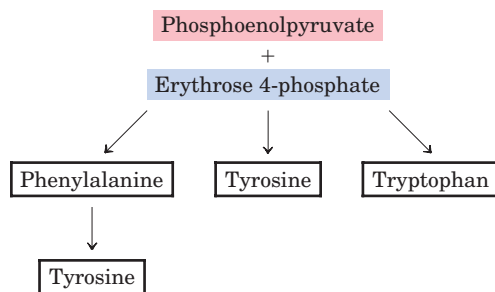 Phosphoenolpyruvate
+
Erythrose 4-phosphate
Phenylalanine
Tyrosine
Tryptophan
Tyrosine